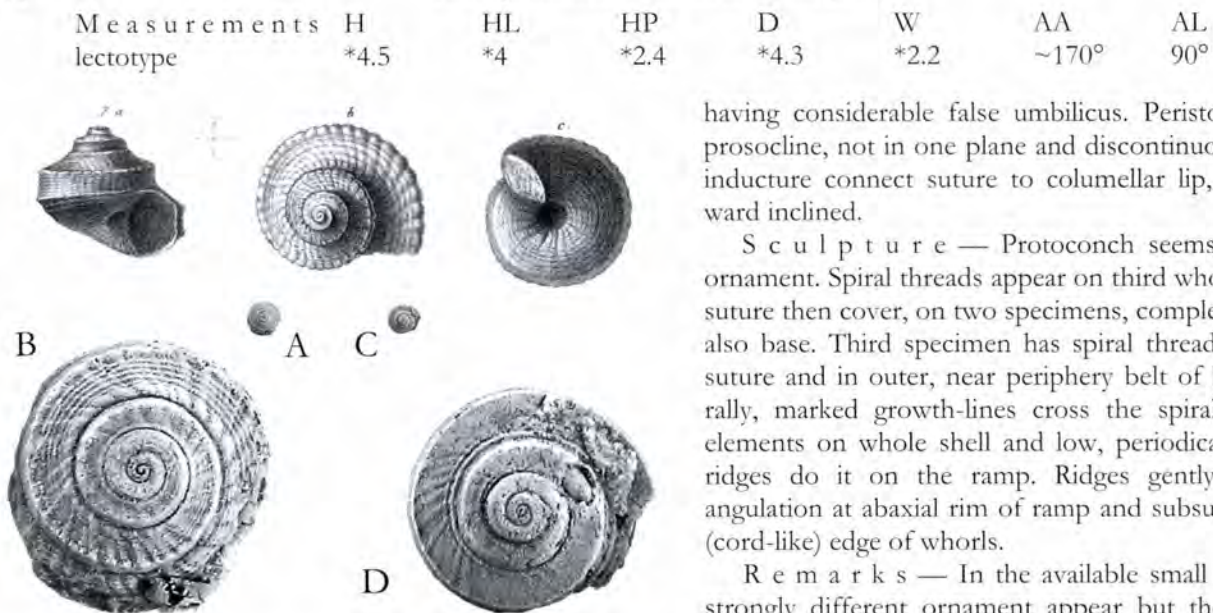 Measurements H HL HP D W AA AL
lectotype *4.5 *4 *2.4 *4.3 *2.2 ~170° 90°
7 a b c.
A C
B
D
having considerable false umbilicus. Peristo
prosocline, not in one plane and discontinuo
inducture connect suture to columellar lip,
ward inclined.
Sculpture — Protoconch seems
ornament. Spiral threads appear on third who
suture then cover, on two specimens, comple
also base. Third specimen has spiral thread
suture and in outer, near periphery belt of
rally, marked growth-lines cross the spiral
elements on whole shell and low, periodica
ridges do it on the ramp. Ridges gently
angulation at abaxial rim of ramp and subsu
(cord-like) edge of whorls.
Remarks — In the available small
strongly different ornament appear but th